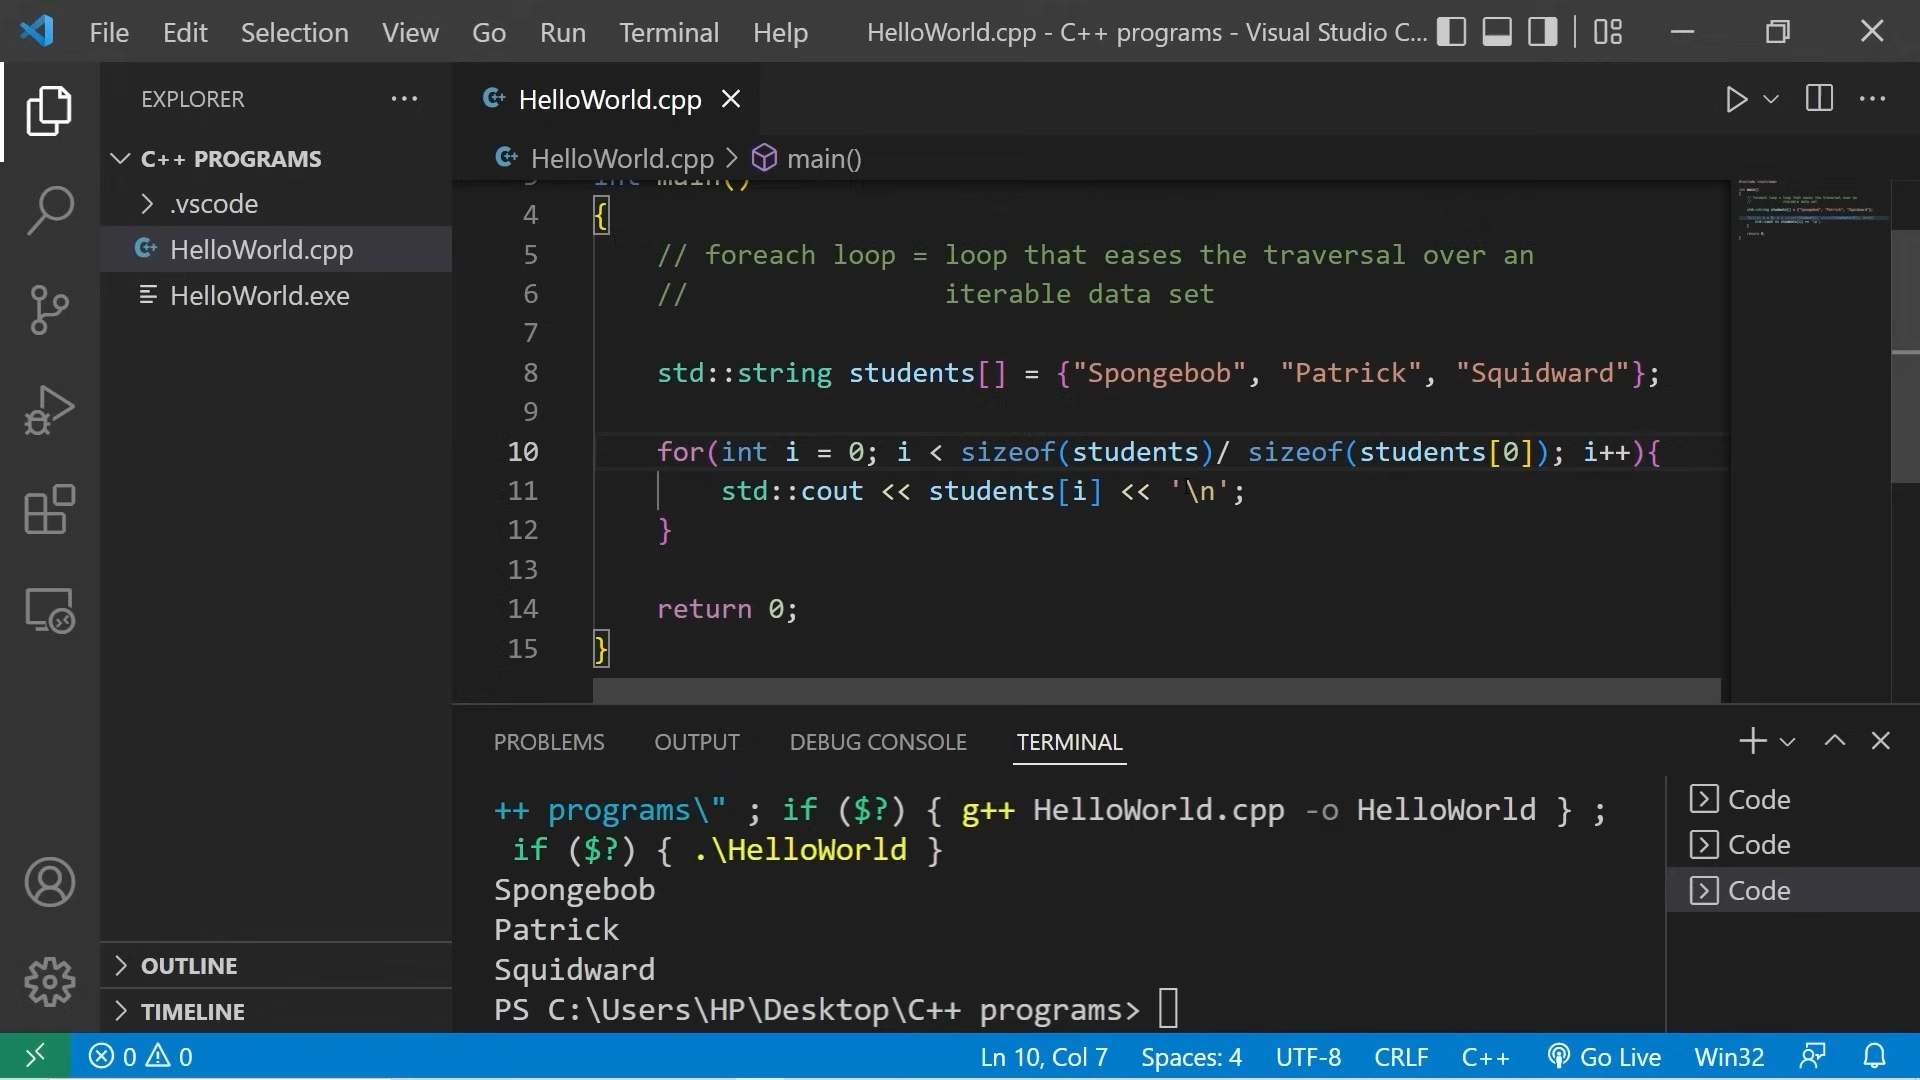 File Edit Selection View Go Run Terminal Help HelloWorld.cpp - C++ programs - Visual Studio C...
EXPLORER
C++ PROGRAMS
.vscode
HelloWorld.cpp
HelloWorld.exe
OUTLINE
TIMELINE
HelloWorld.cpp
HelloWorld.cpp > main()
3 int main()
4 {
5 // foreach loop = loop that eases the traversal over an
6 //                iterable data set
7
8 std::string students[] = {"Spongebob", "Patrick", "Squidward"};
9
10 for(int i = 0; i < sizeof(students)/ sizeof(students[0]); i++){
11 std::cout << students[i] << '\n';
12 }
13
14 return 0;
15 }
PROBLEMS OUTPUT DEBUG CONSOLE TERMINAL
++ programs\" ; if ($?) { g++ HelloWorld.cpp -o HelloWorld } ;
if ($?) { .\HelloWorld }
Spongebob
Patrick
Squidward
PS C:\Users\HP\Desktop\C++ programs>
Code
Code
Code
0 0 Ln 10, Col 7 Spaces: 4 UTF-8 CRLF C++ Go Live Win32